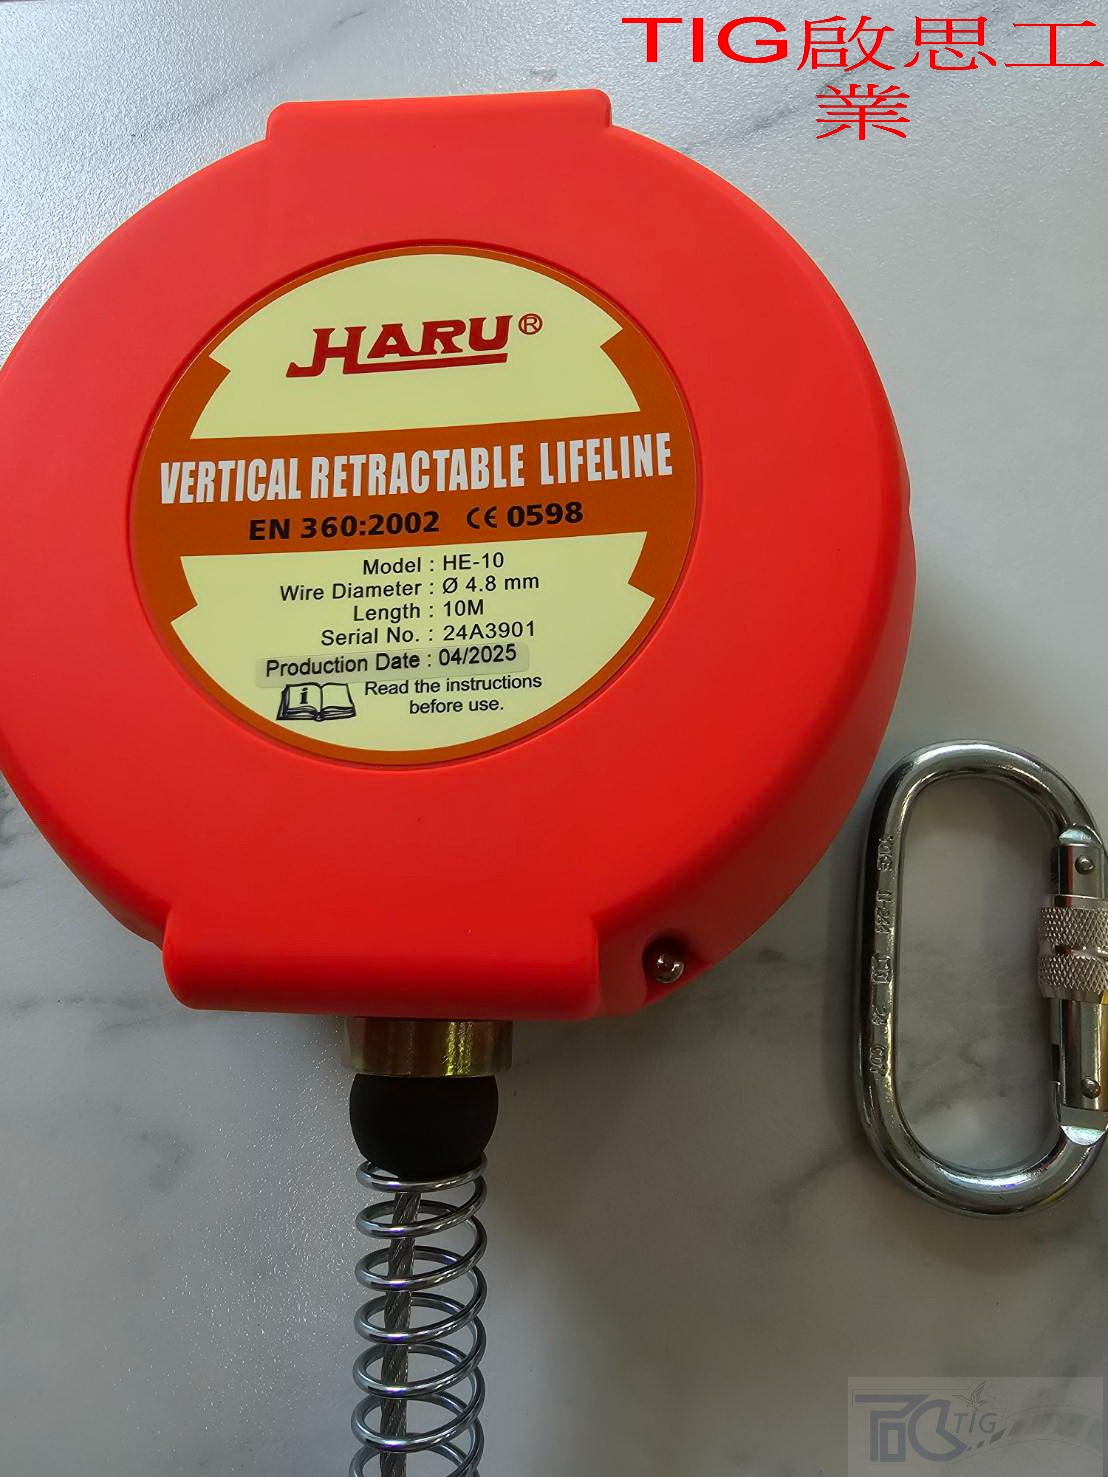 TIG啟思工
業
HARU®
VERTICAL RETRACTABLE LIFELINE
EN 360:2002 CE 0598
Model : HE-10
Wire Diameter : Ø 4.8 mm
Length : 10M
Serial No. : 24A3901
Production Date : 04/2025
i
Read the instructions
before use.
TIG